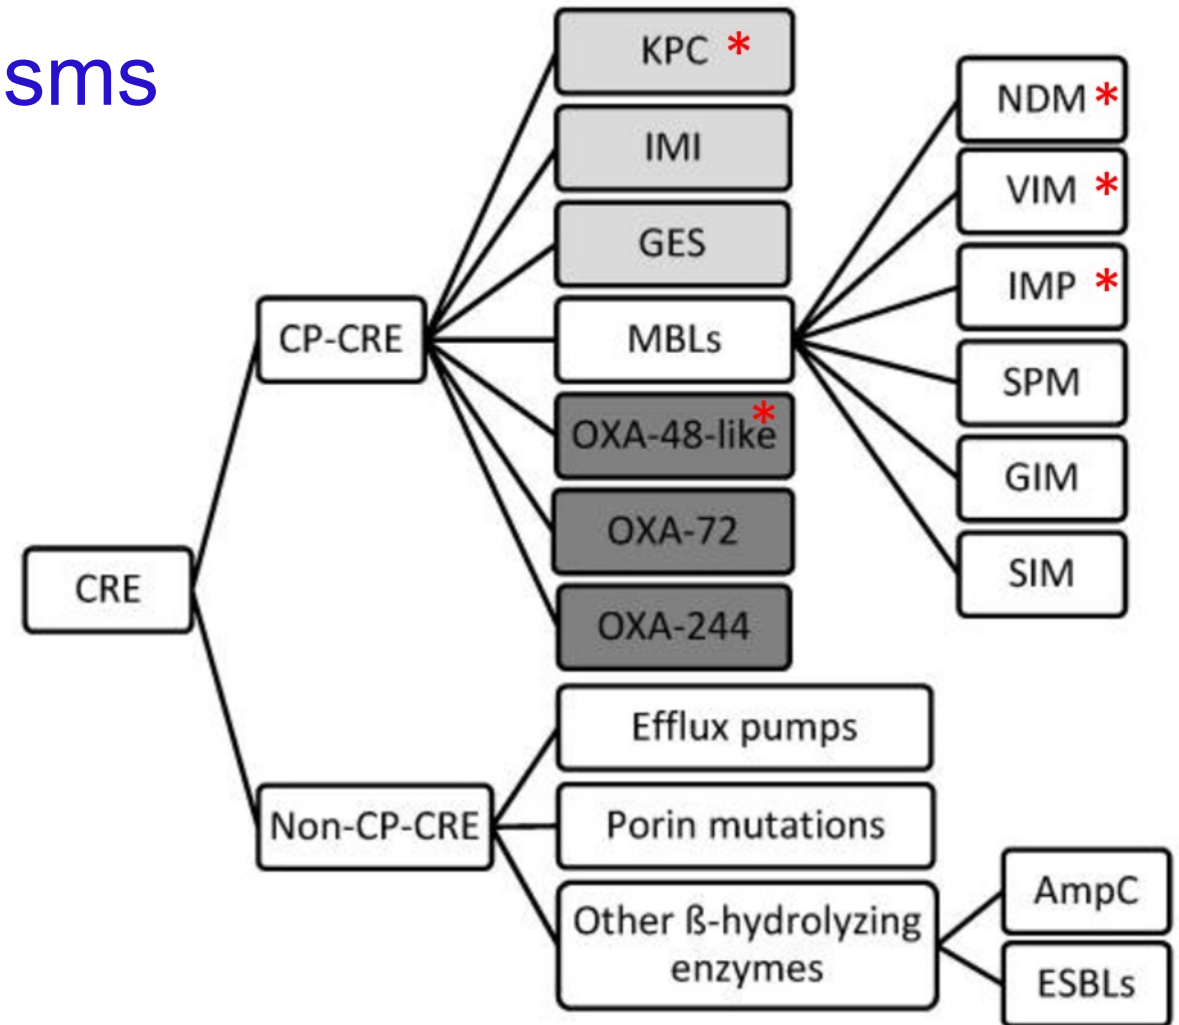 sms
KPC *
IMI
GES
MBLs
OXA-48-like*
OXA-72
OXA-244
NDM *
VIM *
IMP *
SPM
GIM
SIM
CP-CRE
CRE
Non-CP-CRE
Efflux pumps
Porin mutations
Other ß-hydrolyzing
enzymes
AmpC
ESBLs